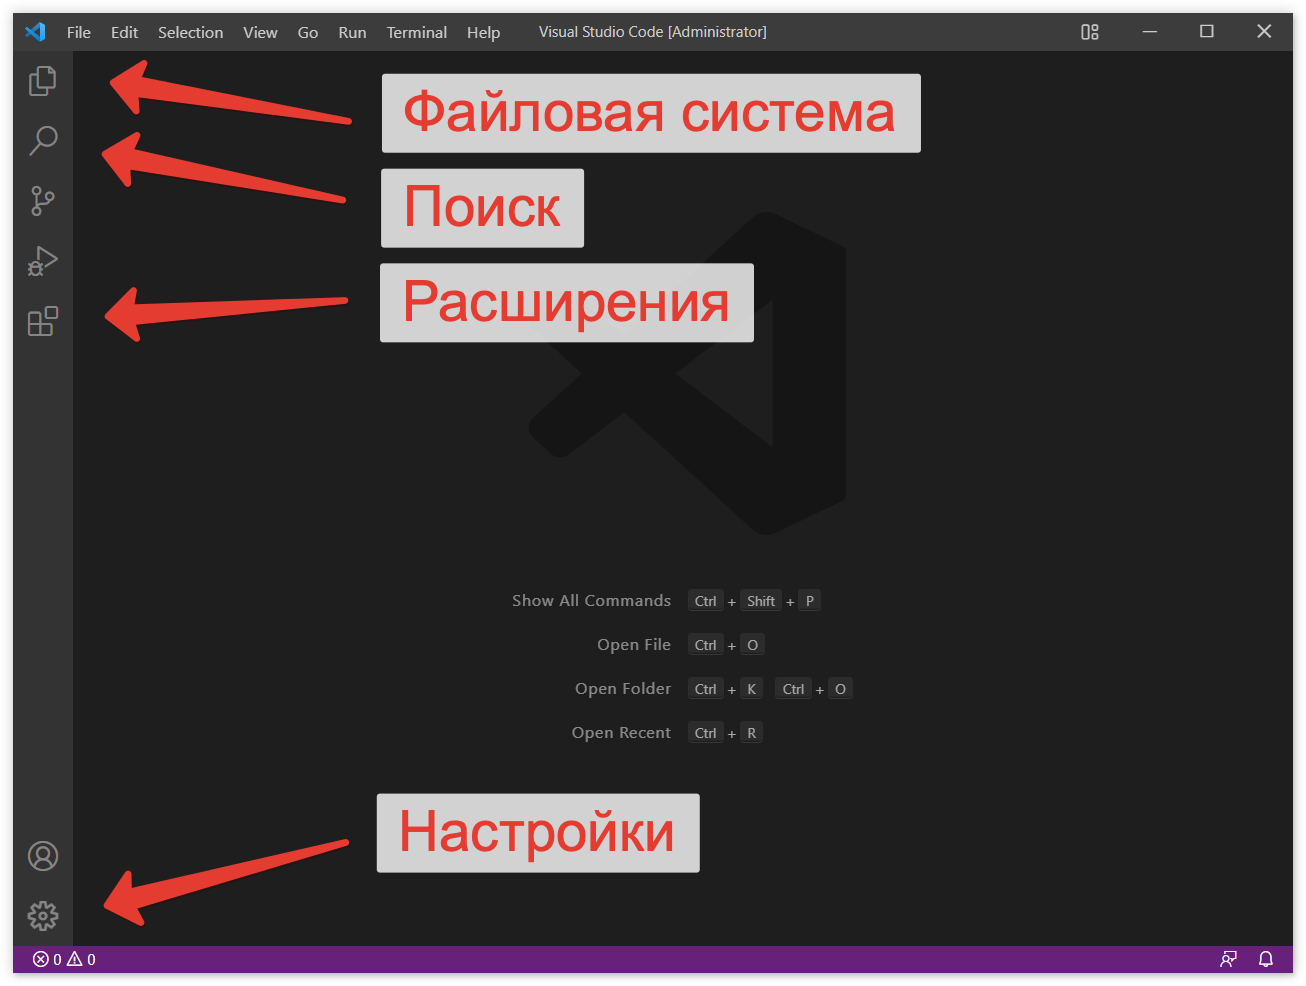 File Edit Selection View Go Run Terminal Help Visual Studio Code [Administrator]
Файловая система
Поиск
Расширения
Show All Commands Ctrl + Shift + P
Open File Ctrl + O
Open Folder Ctrl + K Ctrl + O
Open Recent Ctrl + R
Настройки
0 0